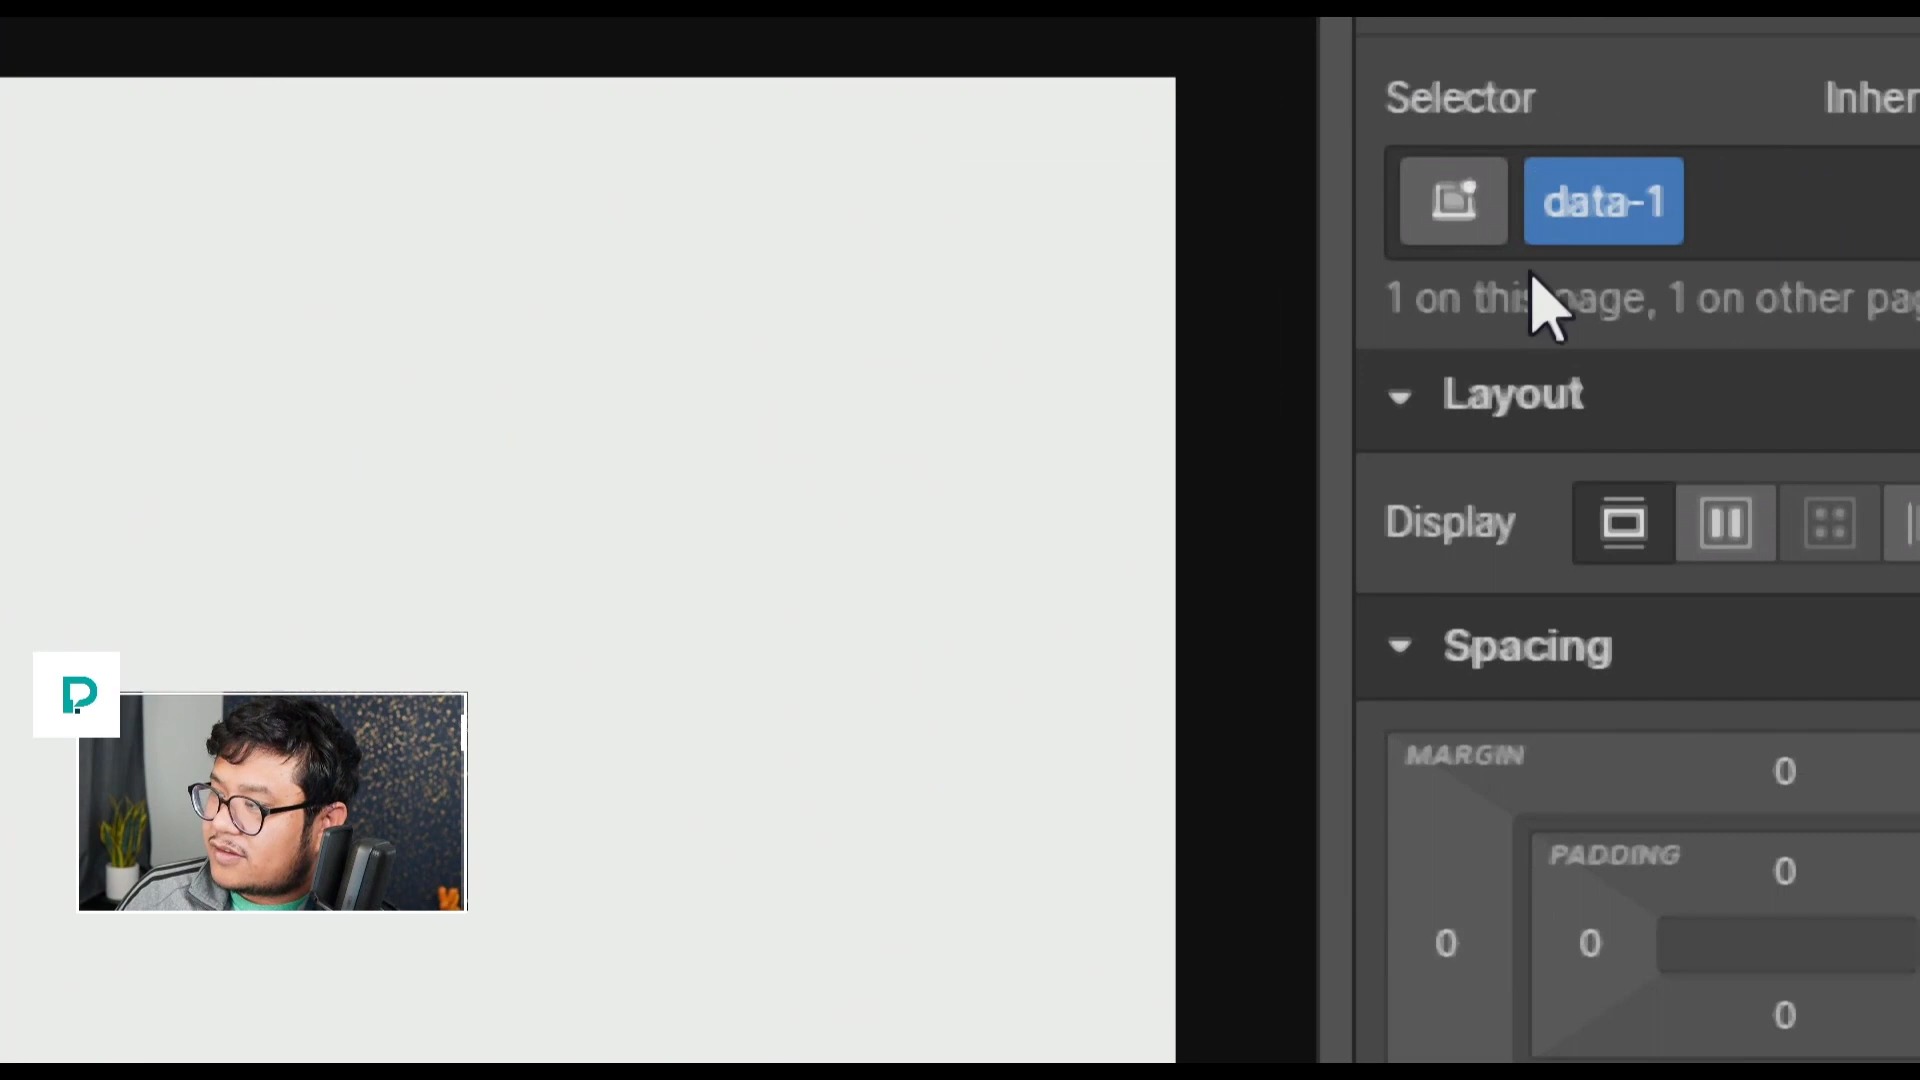 Selector Inher
data-1
1 on this page, 1 on other pag
Layout
Display
Spacing
MARGIN
0
PADDING
0
0
0
0